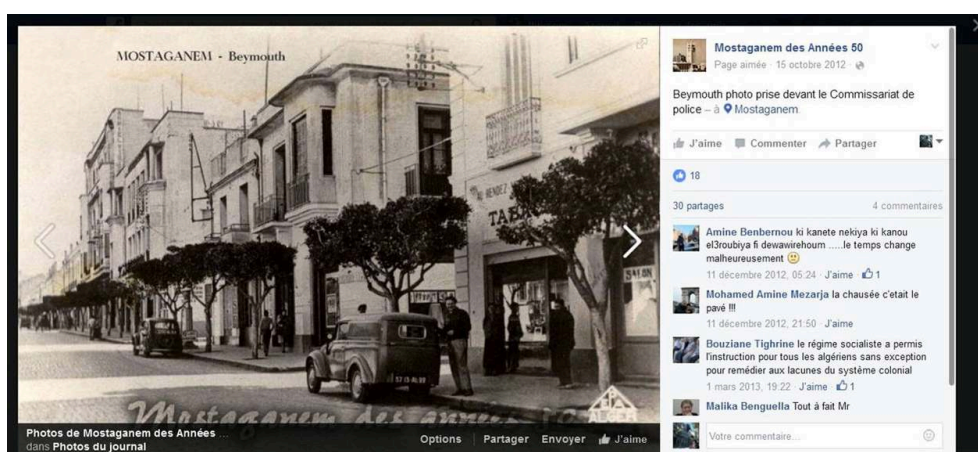 MOSTAGANEM - Beymouth
AU RENDEZ
TABA
SALON
Mostaganem des années 50
ALGER
Photos de Mostaganem des Années ...
dans Photos du journal
Options Partager Envoyer J'aime
Mostaganem des Années 50
Page aimée · 15 octobre 2012 ·
Beymouth photo prise devant le Commissariat de
police – à Mostaganem.
J'aime Commenter Partager
18
30 partages 4 commentaires
Amine Benbernou ki kanete nekiya ki kanou
el3roubiya fi dewawirehoum .....le temps change
malheureusement
11 décembre 2012, 05:24 · J'aime · 1
Mohamed Amine Mezarja la chausée c'etait le
pavé !!!
11 décembre 2012, 21:50 · J'aime
Bouziane Tighrine le régime socialiste a permis
l'instruction pour tous les algériens sans exception
pour remédier aux lacunes du système colonial
1 mars 2013, 19:22 · J'aime · 1
Malika Benguella Tout á fait Mr
Votre commentaire...